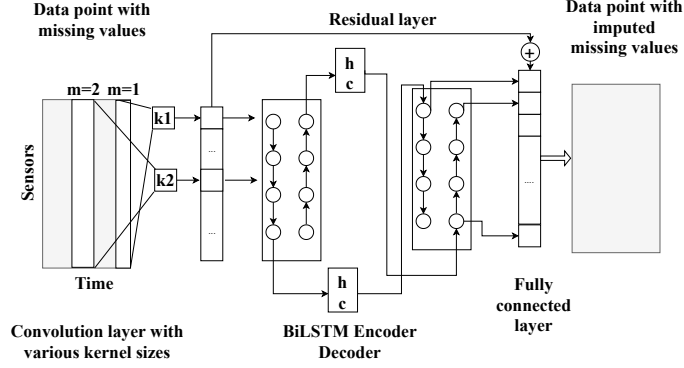 Data point with
missing values
Residual layer
Data point with
imputed
missing values
+
m=2 m=1
h
c
k1
...
k2
...
Sensors
....
Time
h
c
Convolution layer with
various kernel sizes
BiLSTM Encoder
Decoder
Fully
connected
layer